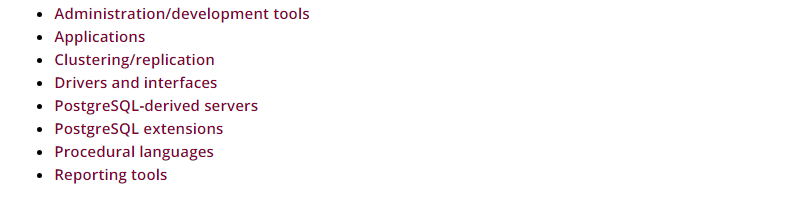 Administration/development tools
Applications
Clustering/replication
Drivers and interfaces
PostgreSQL-derived servers
PostgreSQL extensions
Procedural languages
Reporting tools